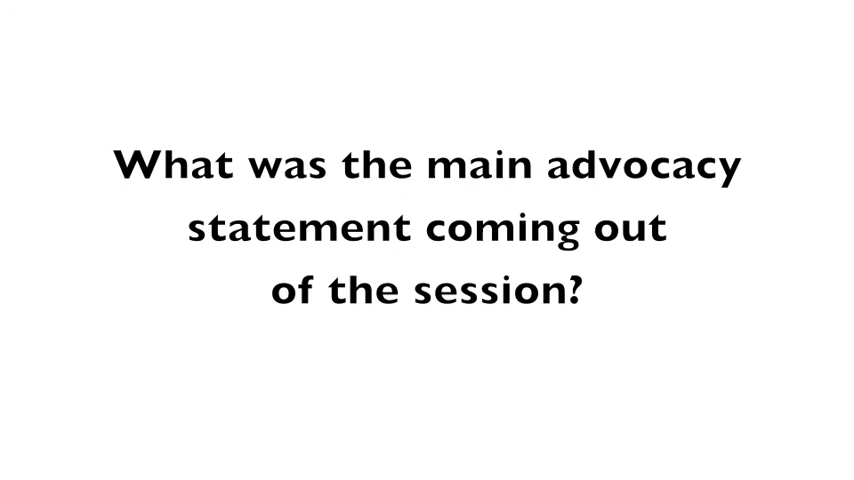 What was the main advocacy
statement coming out
of the session?